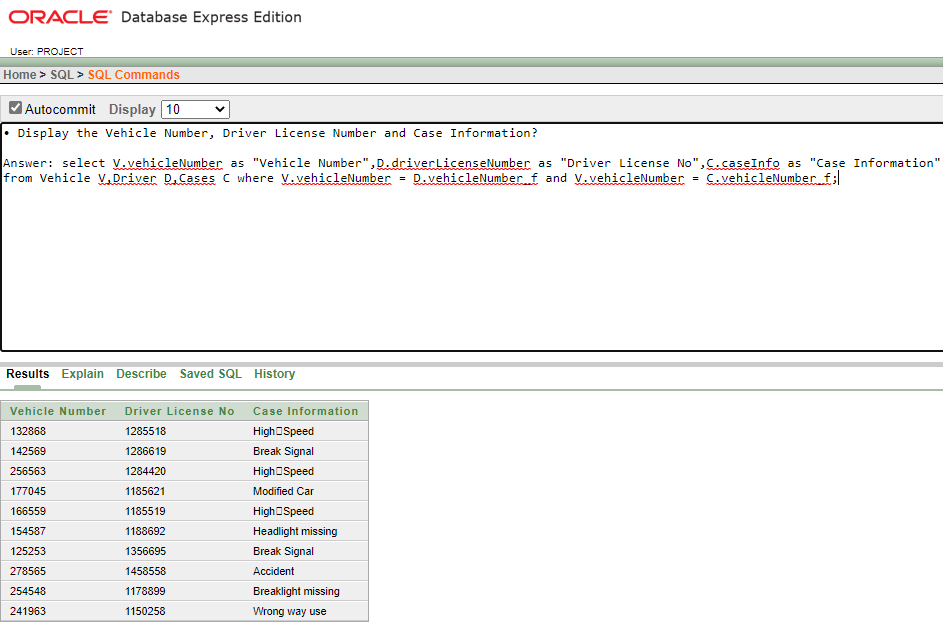 ORACLE® Database Express Edition
User: PROJECT
Home > SQL > SQL Commands
Autocommit Display 10
• Display the Vehicle Number, Driver License Number and Case Information?
Answer: select V.vehicleNumber as "Vehicle Number",D.driverLicenseNumber as "Driver License No",C.caseInfo as "Case Information"
from Vehicle V,Driver D,Cases C where V.vehicleNumber = D.vehicleNumber_f and V.vehicleNumber = C.vehicleNumber_f;
Results Explain Describe Saved SQL History
Vehicle Number Driver License No Case Information
132868 1285518 High□Speed
142569 1286619 Break Signal
256563 1284420 High□Speed
177045 1185621 Modified Car
166559 1185519 High□Speed
154587 1188692 Headlight missing
125253 1356695 Break Signal
278565 1458558 Accident
254548 1178899 Breaklight missing
241963 1150258 Wrong way use